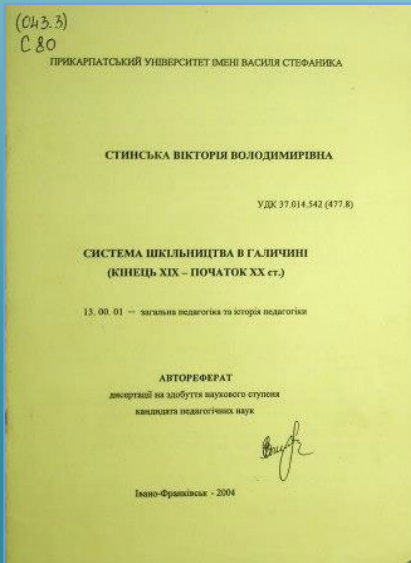 (043.3)
С 80
ПРИКАРПАТСЬКИЙ УНІВЕРСИТЕТ ІМЕНІ ВАСИЛЯ СТЕФАНИКА
СТИНСЬКА ВІКТОРІЯ ВОЛОДИМИРІВНА
УДК 37.014.542 (477.8)
СИСТЕМА ШКІЛЬНИЦТВА В ГАЛИЧИНІ
(КІНЕЦЬ ХІХ – ПОЧАТОК ХХ ст.)
13. 00. 01 — загальна педагогіка та історія педагогіки
АВТОРЕФЕРАТ
дисертації на здобуття наукового ступеня
кандидата педагогічних наук
Івано-Франківськ - 2004